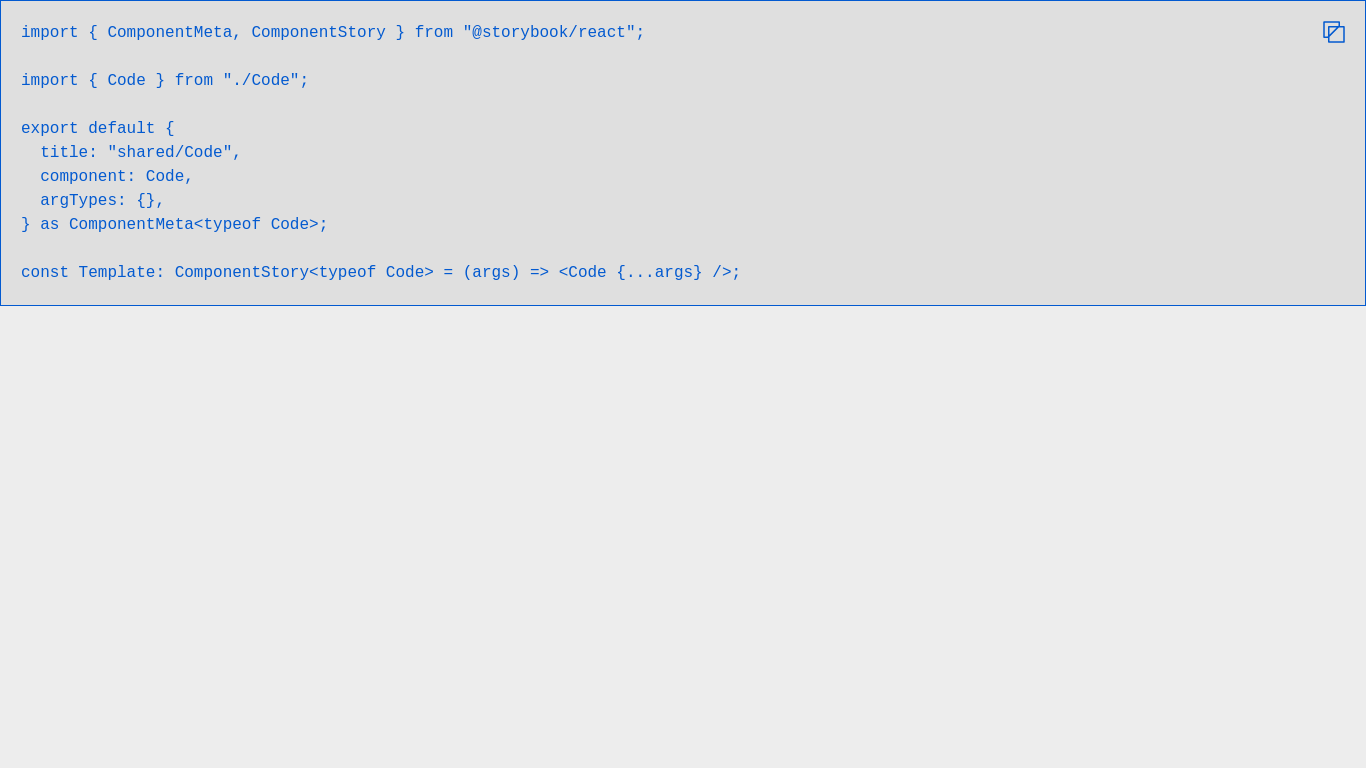 import { ComponentMeta, ComponentStory } from "@storybook/react";

import { Code } from "./Code";

export default {
  title: "shared/Code",
  component: Code,
  argTypes: {},
} as ComponentMeta<typeof Code>;

const Template: ComponentStory<typeof Code> = (args) => <Code {...args} />;